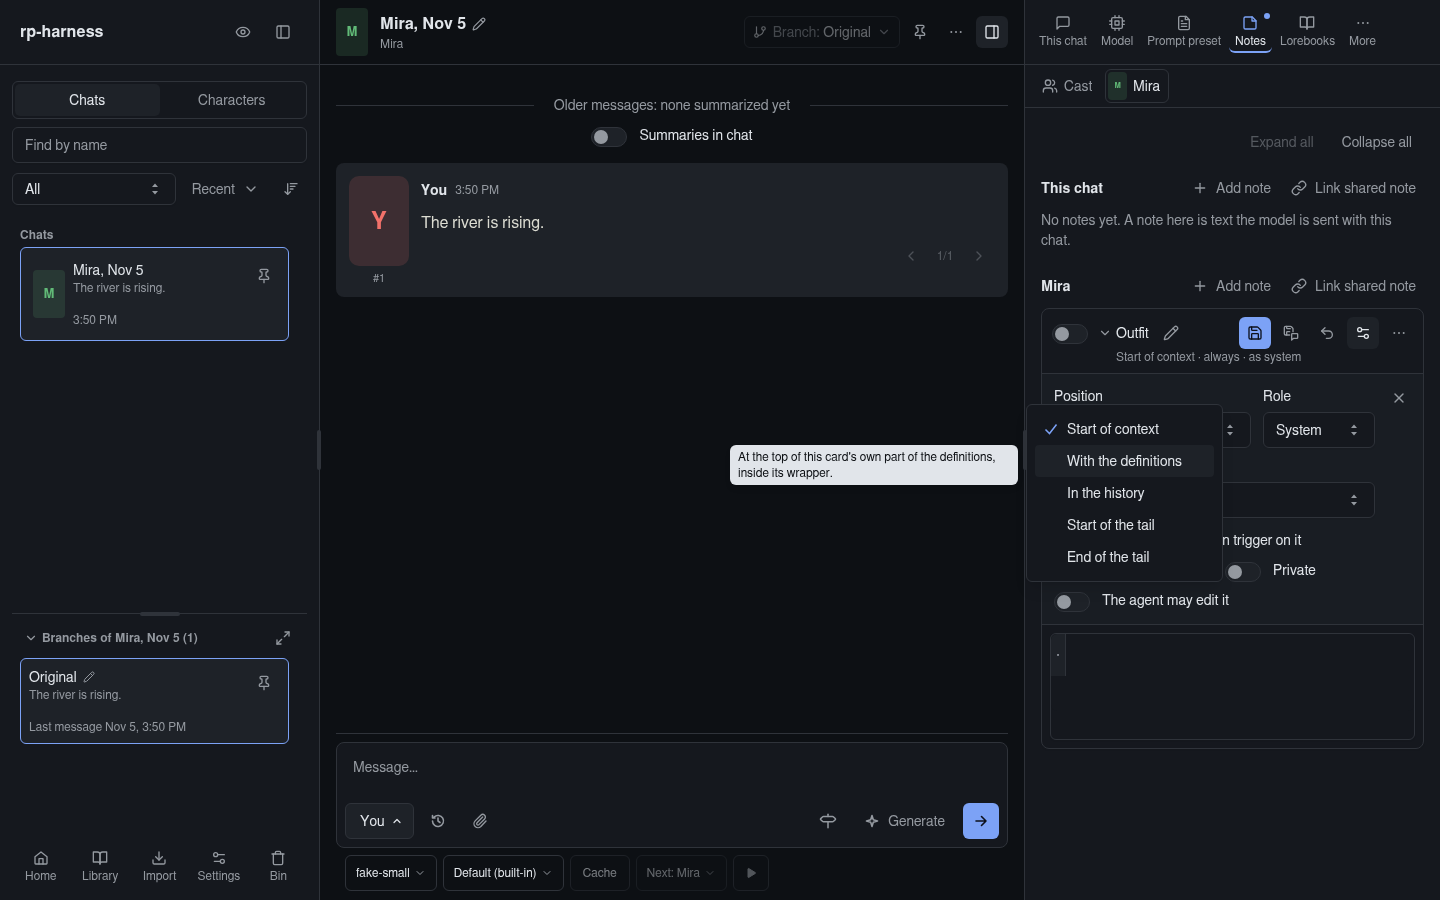 rp-harness
Chats
Characters
Find by name
All
Recent
Chats
M
Mira, Nov 5
The river is rising.
3:50 PM
Branches of Mira, Nov 5 (1)
Original
The river is rising.
Last message Nov 5, 3:50 PM
Home
Library
Import
Settings
Bin
M
Mira, Nov 5
Mira
Branch: Original
Older messages: none summarized yet
Summaries in chat
Y
#1
You 3:50 PM
The river is rising.
1/1
At the top of this card's own part of the definitions,
inside its wrapper.
Message...
You
Generate
fake-small
Default (built-in)
Cache
Next: Mira
This chat
Model
Prompt preset
Notes
Lorebooks
More
Cast
M
Mira
Expand all
Collapse all
This chat
Add note
Link shared note
No notes yet. A note here is text the model is sent with this
chat.
Mira
Add note
Link shared note
Outfit
Start of context · always · as system
Position
Role
System
Start of context
With the definitions
In the history
Start of the tail
End of the tail
n trigger on it
Private
The agent may edit it